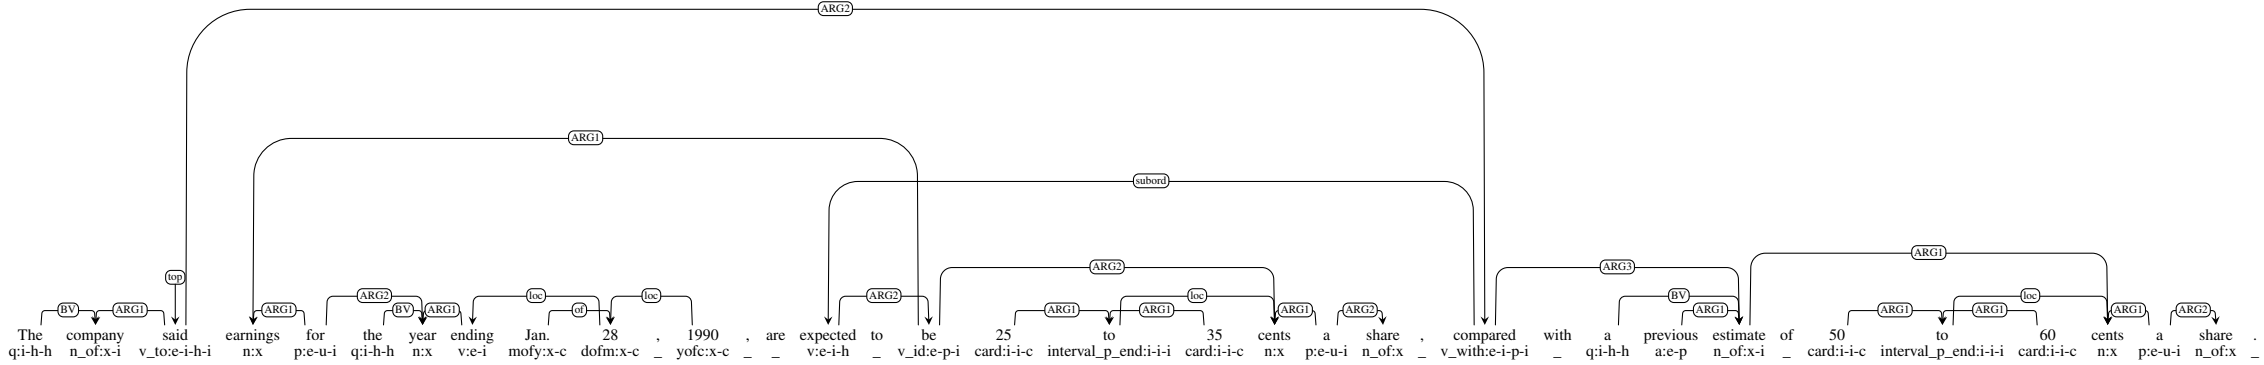 ARG2
ARG1
subord
ARG1
ARG2 ARG3
top
ARG2 loc loc ARG2 loc BV loc
BV ARG1 ARG1 BV ARG1 of ARG1 ARG1 ARG1 ARG2 ARG1 ARG1 ARG1 ARG1 ARG2
The company said earnings for the year ending Jan. 28 , 1990 , are expected to be 25 to 35 cents a share , compared with a previous estimate of 50 to 60 cents a share .
q:i-h-h n_of:x-i v_to:e-i-h-i n:x p:e-u-i q:i-h-h n:x v:e-i mofy:x-c dofm:x-c _ yofc:x-c _ _ v:e-i-h _ v_id:e-p-i card:i-i-c interval_p_end:i-i-i card:i-i-c n:x p:e-u-i n_of:x _ v_with:e-i-p-i _ q:i-h-h a:e-p n_of:x-i _ card:i-i-c interval_p_end:i-i-i card:i-i-c n:x p:e-u-i n_of:x _